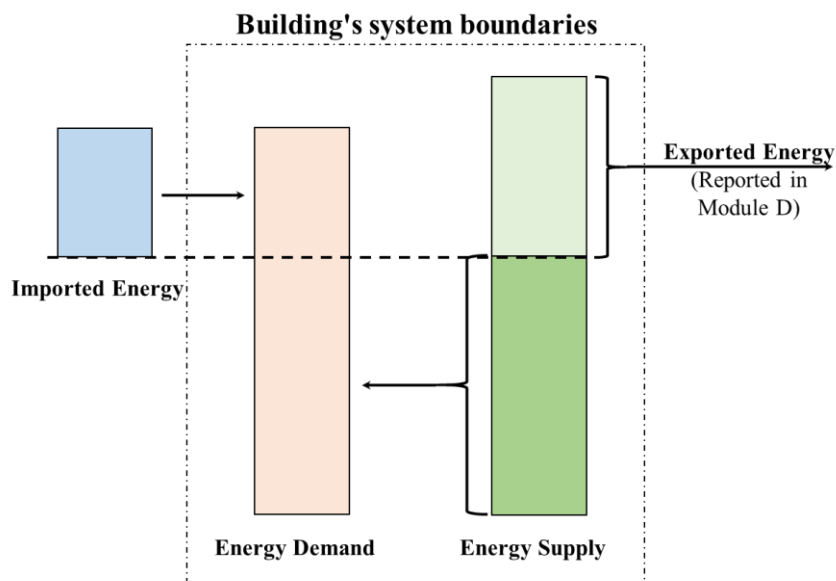 Building's system boundaries
Exported Energy
(Reported in
Module D)
Imported Energy
Energy Demand
Energy Supply